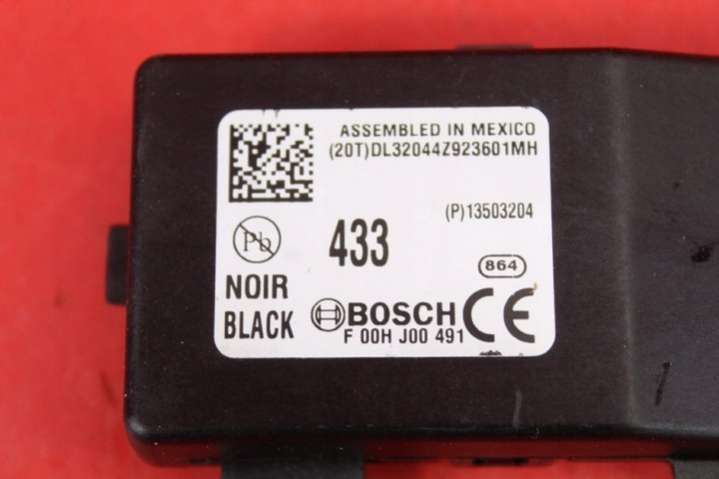 ASSEMBLED IN MEXICO
(20T)DL32044Z923601MH
(P)13503204
Pb
433
864
NOIR
BLACK
BOSCH
CE
F 00H J00 491